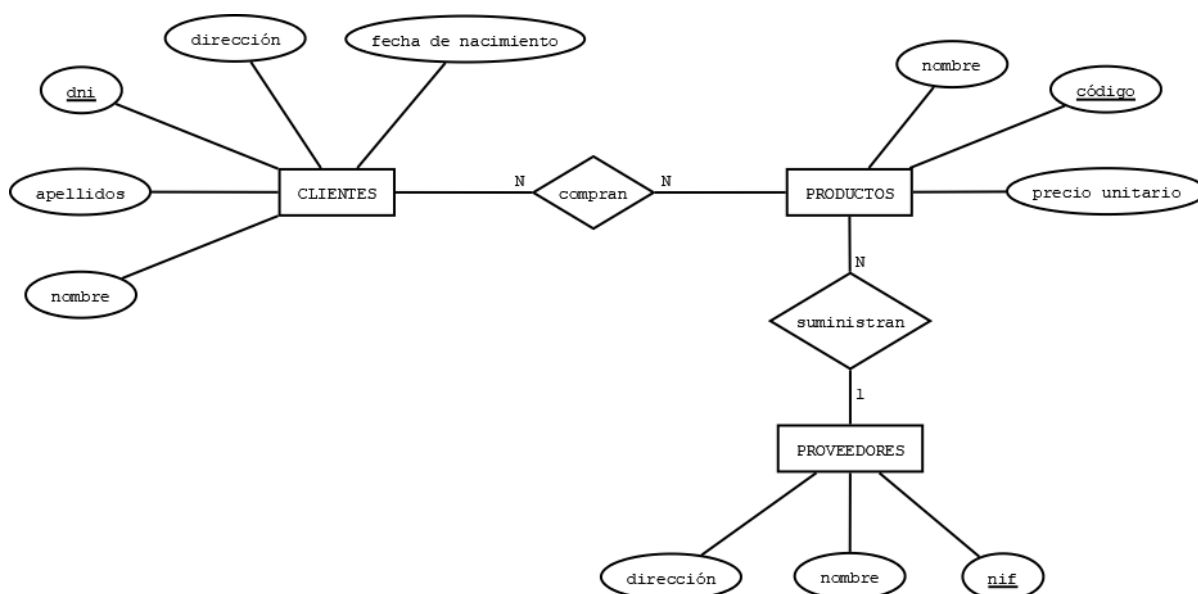 dirección
fecha de nacimiento
nombre
dni
código
apellidos
CLIENTES
N
compran
N
PRODUCTOS
precio unitario
nombre
N
suministran
1
PROVEEDORES
dirección
nombre
nif